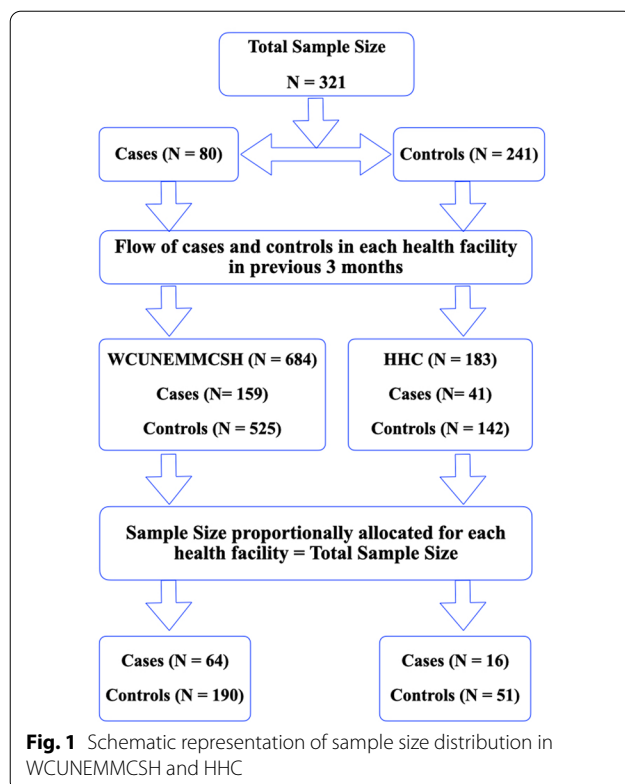 Total Sample Size
N = 321
Cases (N = 80)
Controls (N = 241)
Flow of cases and controls in each health facility
in previous 3 months
WCUNEMMCSH (N = 684)
Cases (N= 159)
Controls (N = 525)
HHC (N = 183)
Cases (N= 41)
Controls (N = 142)
Sample Size proportionally allocated for each
health facility = Total Sample Size
Cases (N = 64)
Controls (N = 190)
Cases (N = 16)
Controls (N = 51)
Fig. 1 Schematic representation of sample size distribution in
WCUNEMMCSH and HHC